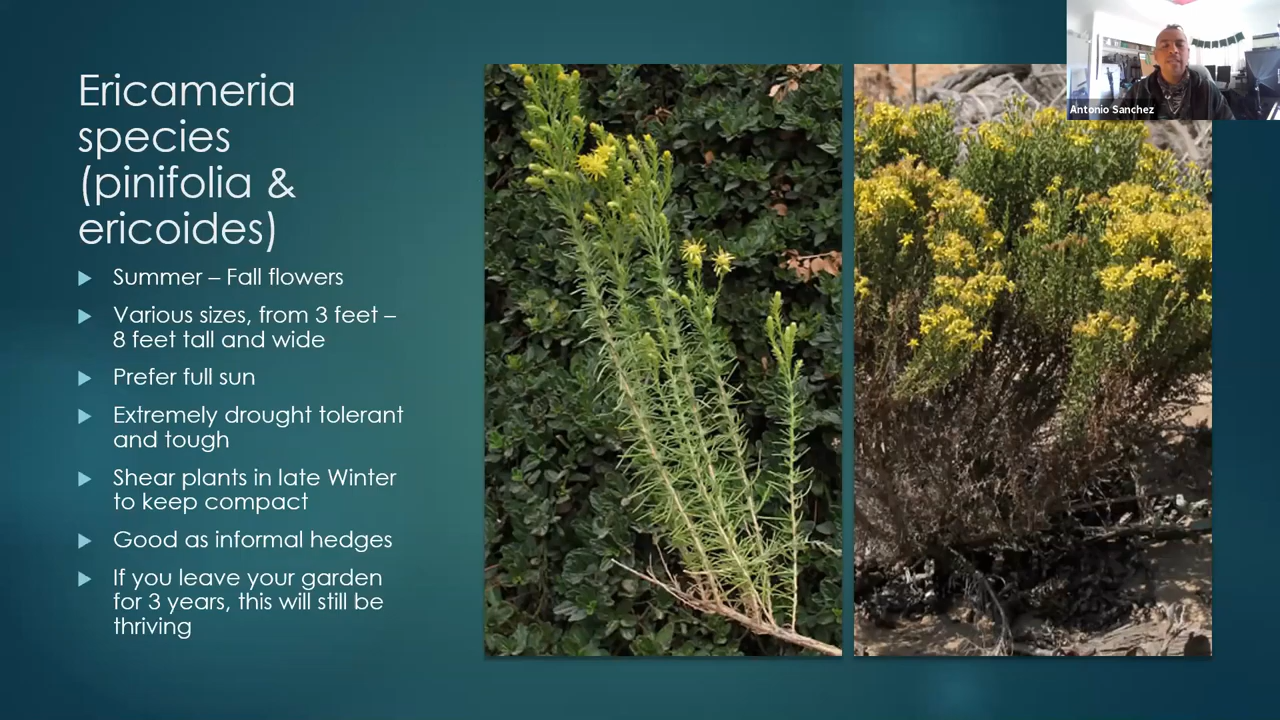 Ericameria
species
(pinifolia &
ericoides)
Summer – Fall flowers
Various sizes, from 3 feet –
8 feet tall and wide
Prefer full sun
Extremely drought tolerant
and tough
Shear plants in late Winter
to keep compact
Good as informal hedges
If you leave your garden
for 3 years, this will still be
thriving
Antonio Sanchez